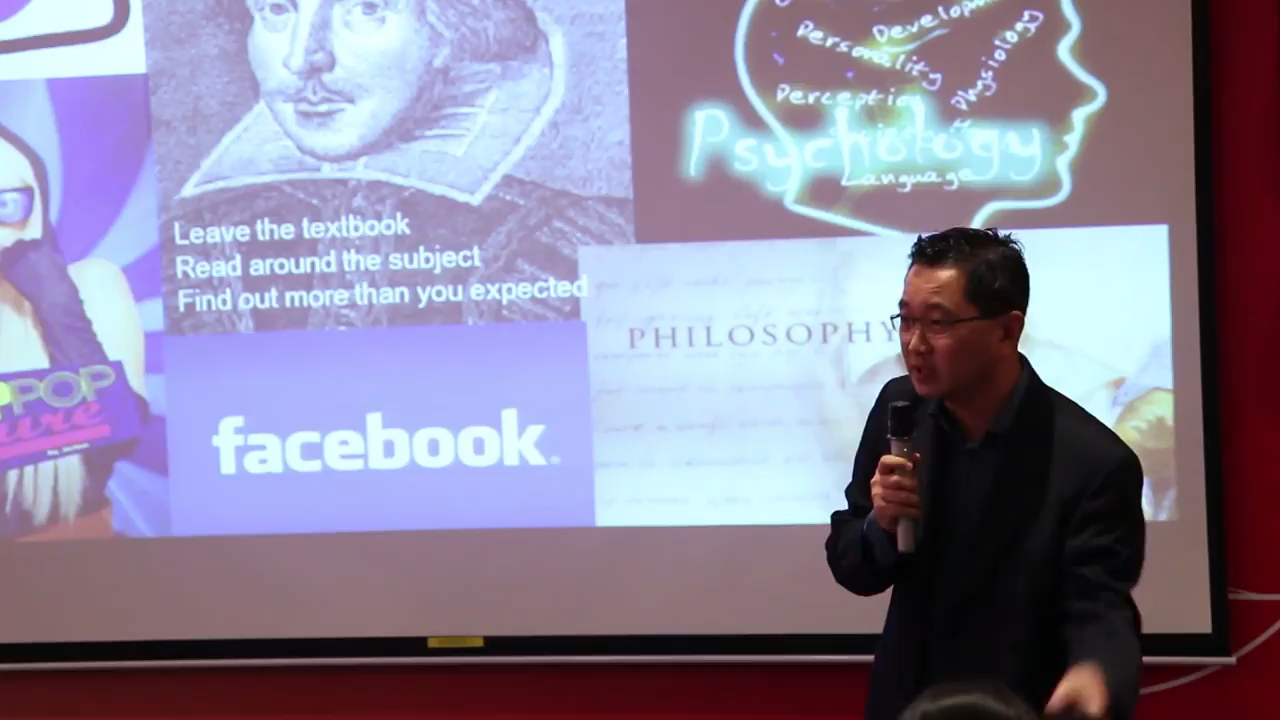 Development
Personality
Physiology
Perception
Psychology
Language
Leave the textbook
Read around the subject
Find out more than you expected
PHILOSOPHY
POP
facebook.